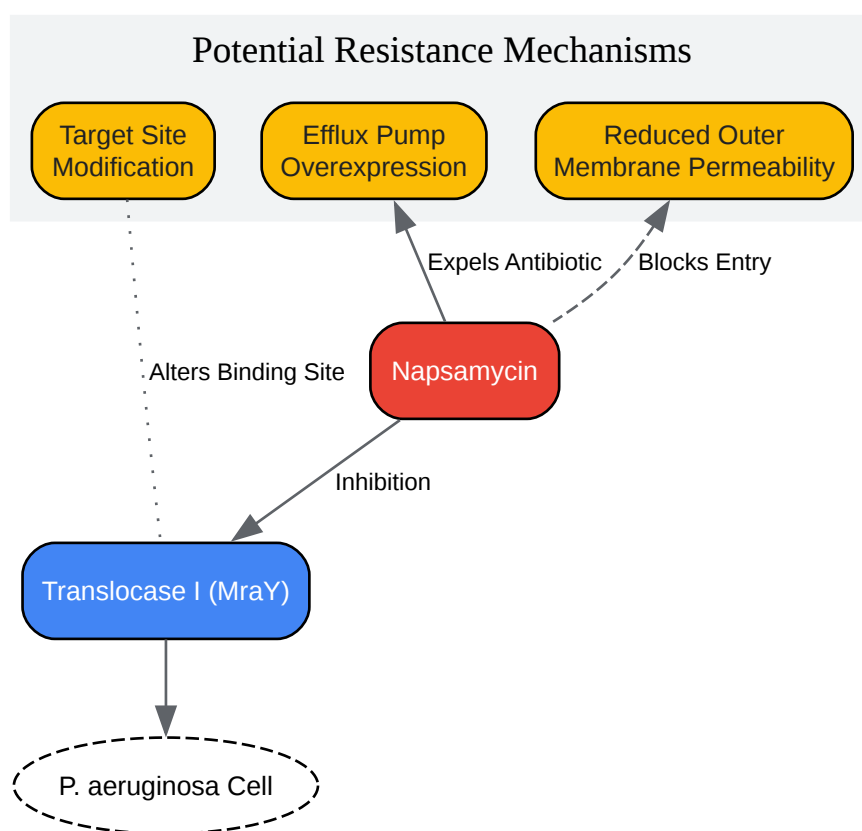 Potential Resistance Mechanisms
Target Site
Modification
Efflux Pump
Overexpression
Reduced Outer
Membrane Permeability
Expels Antibiotic
Blocks Entry
Alters Binding Site
Napsamycin
Inhibition
Translocase I (MraY)
P. aeruginosa Cell